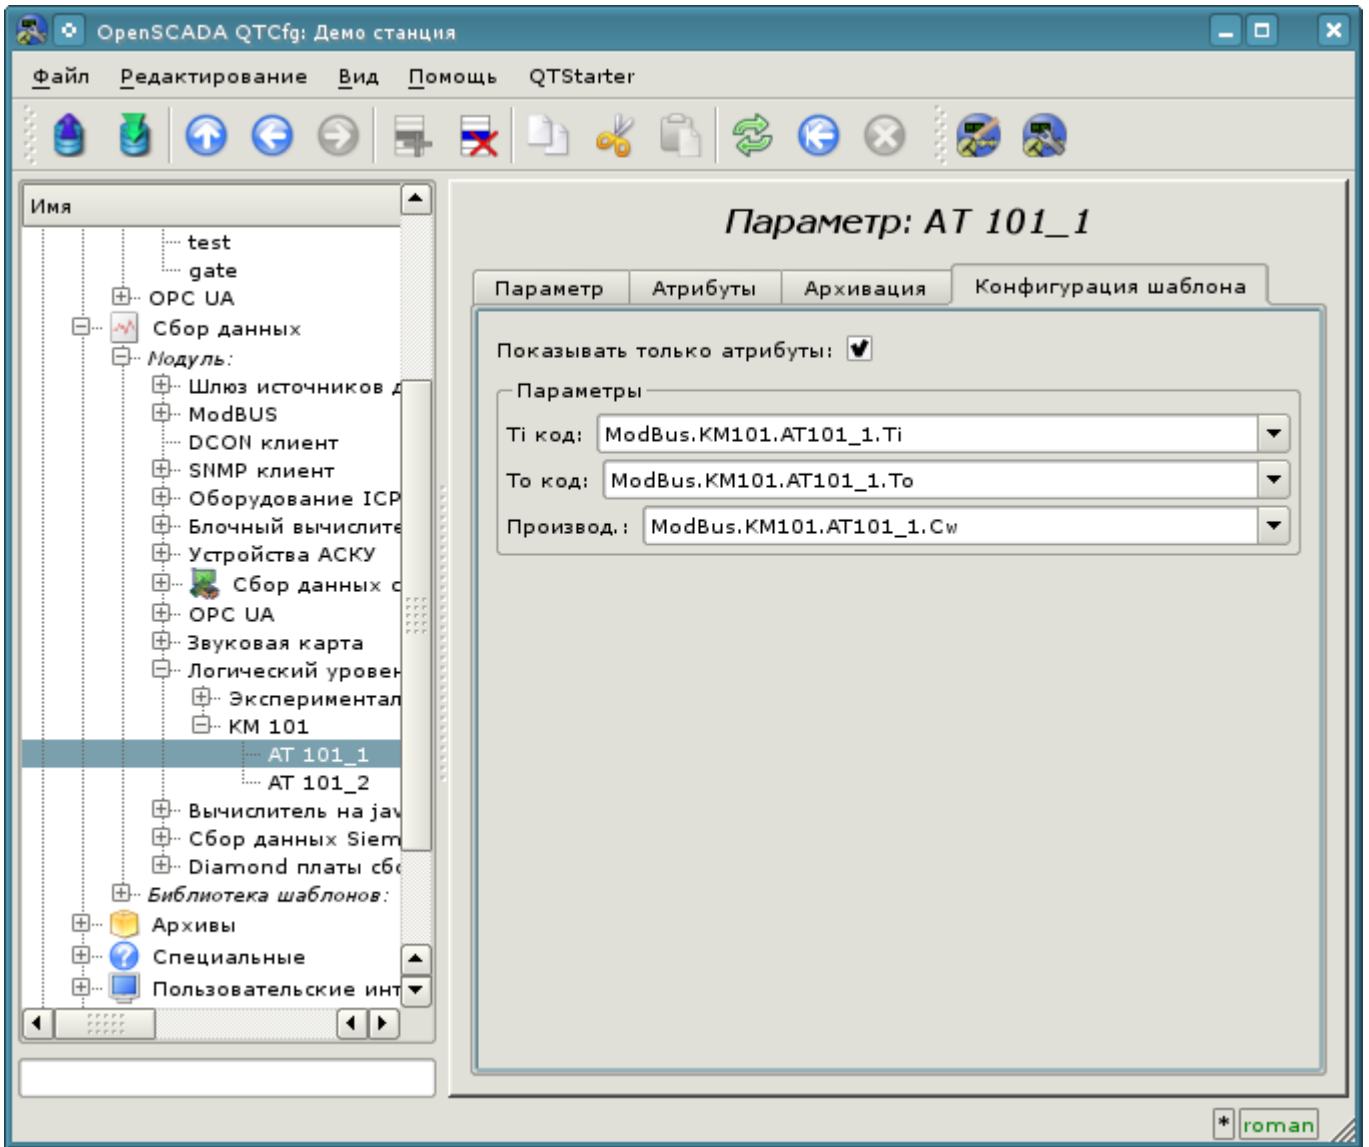 OpenSCADA QTCfg: Демо станция
Файл Редактирование Вид Помощь QTStarter
Имя
test
gate
OPC UA
Сбор данных
Модуль:
Шлюз источников д
ModBUS
DCON клиент
SNMP клиент
Оборудование ICP
Блочный вычислите
Устройства АСКУ
Сбор данных с
OPC UA
Звуковая карта
Логический уровен
Экспериментал
КМ 101
AT 101_1
AT 101_2
Вычислитель на jav
Сбор данных Siem
Diamond платы сбо
Библиотека шаблонов:
Архивы
Специальные
Пользовательские инт
Параметр: AT 101_1
Параметр Атрибуты Архивация Конфигурация шаблона
Показывать только атрибуты:
Параметры
Ti код: ModBus.KM101.AT101_1.Ti
To код: ModBus.KM101.AT101_1.To
Производ.: ModBus.KM101.AT101_1.Cw
* roman